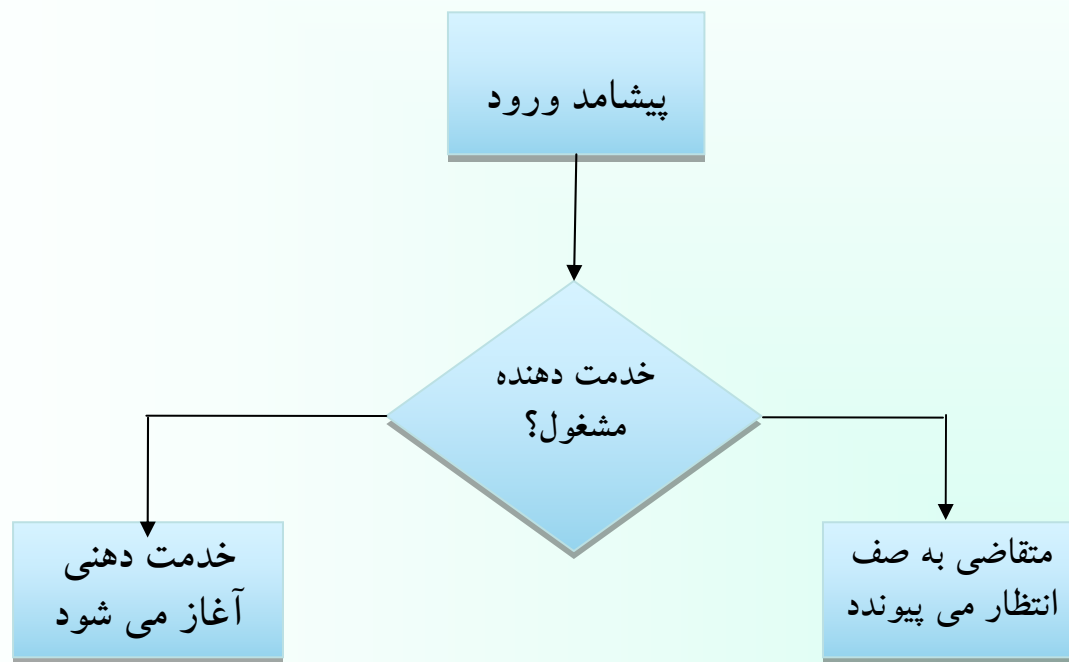 پیشامد ورود
خدمت دهنده
مشغول؟
متقاضی به صف
انتظار می پیوندد
خدمت دهنی
آغاز می شود